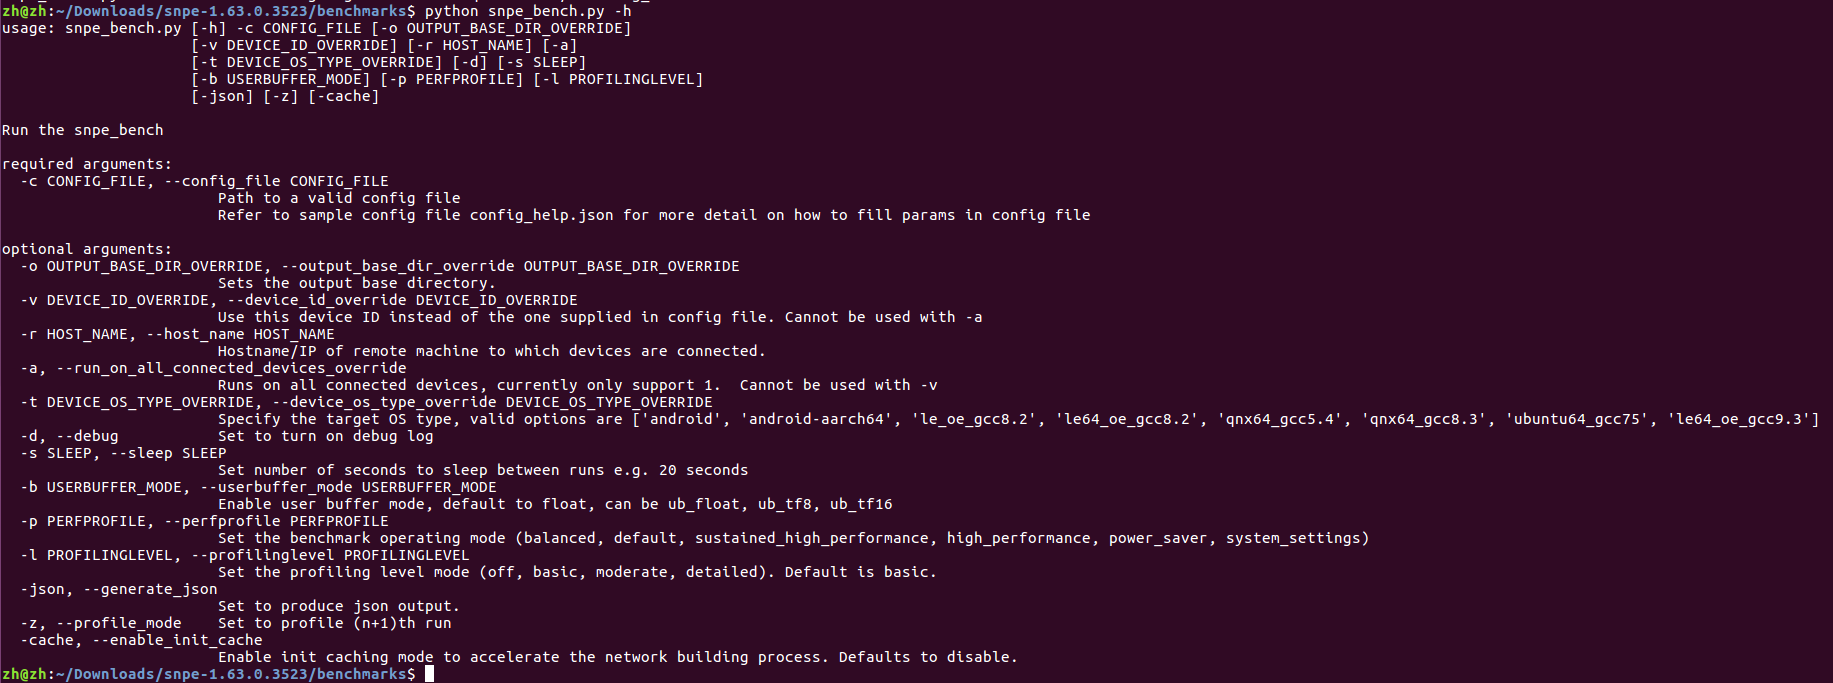 zh@zh:~/Downloads/snpe-1.63.0.3523/benchmarks$ python snpe_bench.py -h
usage: snpe_bench.py [-h] -c CONFIG_FILE [-o OUTPUT_BASE_DIR_OVERRIDE]
                     [-v DEVICE_ID_OVERRIDE] [-r HOST_NAME] [-a]
                     [-t DEVICE_OS_TYPE_OVERRIDE] [-d] [-s SLEEP]
                     [-b USERBUFFER_MODE] [-p PERFPROFILE] [-l PROFILINGLEVEL]
                     [-json] [-z] [-cache]

Run the snpe_bench

required arguments:
  -c CONFIG_FILE, --config_file CONFIG_FILE
                        Path to a valid config file
                        Refer to sample config file config_help.json for more detail on how to fill params in config file

optional arguments:
  -o OUTPUT_BASE_DIR_OVERRIDE, --output_base_dir_override OUTPUT_BASE_DIR_OVERRIDE
                        Sets the output base directory.
  -v DEVICE_ID_OVERRIDE, --device_id_override DEVICE_ID_OVERRIDE
                        Use this device ID instead of the one supplied in config file. Cannot be used with -a
  -r HOST_NAME, --host_name HOST_NAME
                        Hostname/IP of remote machine to which devices are connected.
  -a, --run_on_all_connected_devices_override
                        Runs on all connected devices, currently only support 1.  Cannot be used with -v
  -t DEVICE_OS_TYPE_OVERRIDE, --device_os_type_override DEVICE_OS_TYPE_OVERRIDE
                        Specify the target OS type, valid options are ['android', 'android-aarch64', 'le_oe_gcc8.2', 'le64_oe_gcc8.2', 'qnx64_gcc5.4', 'qnx64_gcc8.3', 'ubuntu64_gcc75', 'le64_oe_gcc9.3']
  -d, --debug           Set to turn on debug log
  -s SLEEP, --sleep SLEEP
                        Set number of seconds to sleep between runs e.g. 20 seconds
  -b USERBUFFER_MODE, --userbuffer_mode USERBUFFER_MODE
                        Enable user buffer mode, default to float, can be ub_float, ub_tf8, ub_tf16
  -p PERFPROFILE, --perfprofile PERFPROFILE
                        Set the benchmark operating mode (balanced, default, sustained_high_performance, high_performance, power_saver, system_settings)
  -l PROFILINGLEVEL, --profilinglevel PROFILINGLEVEL
                        Set the profiling level mode (off, basic, moderate, detailed). Default is basic.
  -json, --generate_json
                        Set to produce json output.
  -z, --profile_mode    Set to profile (n+1)th run
  -cache, --enable_init_cache
                        Enable init caching mode to accelerate the network building process. Defaults to disable.
zh@zh:~/Downloads/snpe-1.63.0.3523/benchmarks$